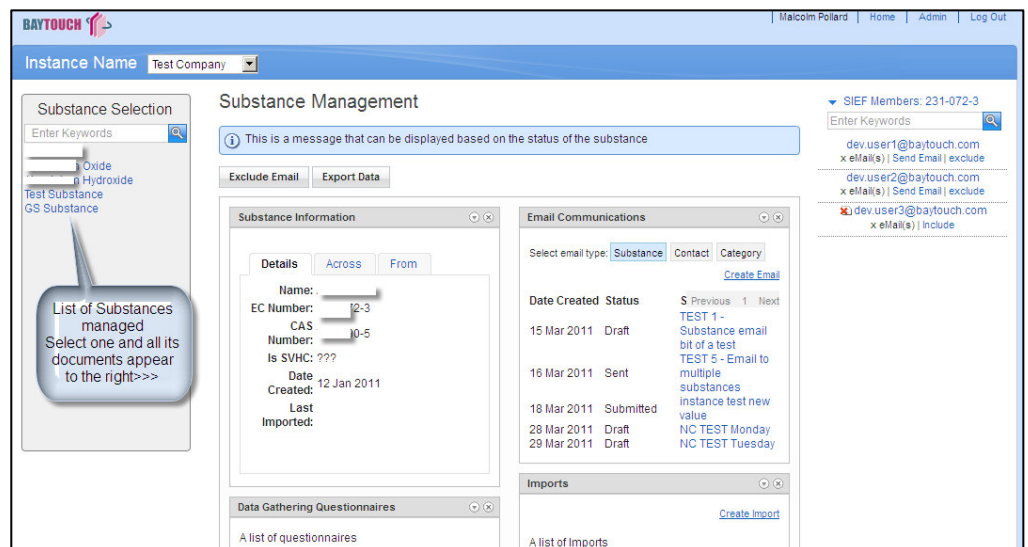 BAYTOUCH
Malcolm Pollard | Home | Admin | Log Out
Instance Name Test Company
Substance Selection
Enter Keywords
Oxide
Hydroxide
Test Substance
GS Substance
List of Substances
managed
Select one and all its
documents appear
to the right>>>
Substance Management
This is a message that can be displayed based on the status of the substance
Exclude Email Export Data
Substance Information
Details Across From
Name:
EC Number: 2-3
CAS
Number: 0-5
Is SVHC: ???
Date
Created: 12 Jan 2011
Last
Imported:
Data Gathering Questionnaires
A list of questionnaires
Email Communications
Select email type: Substance Contact Category
Create Email
Date Created Status S Previous 1 Next
15 Mar 2011 Draft TEST 1 -
Substance email
bit of a test
16 Mar 2011 Sent TEST 5 - Email to
multiple
substances
18 Mar 2011 Submitted instance test new
value
28 Mar 2011 Draft NC TEST Monday
29 Mar 2011 Draft NC TEST Tuesday
Imports
Create Import
A list of Imports
SIEF Members: 231-072-3
Enter Keywords
dev.user1@baytouch.com
x eMail(s) | Send Email | exclude
dev.user2@baytouch.com
x eMail(s) | Send Email | exclude
dev.user3@baytouch.com
x eMail(s) | Include